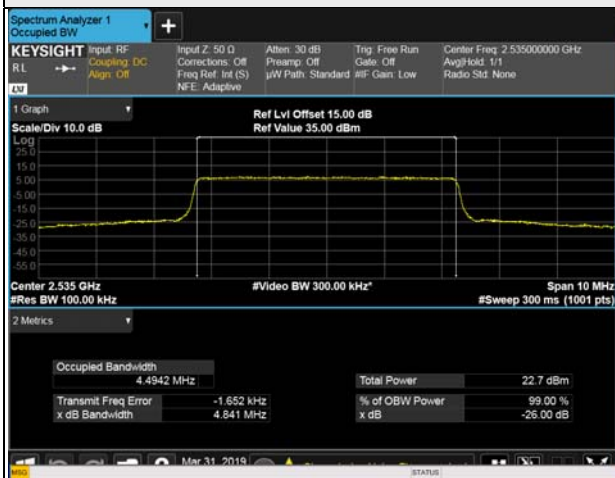 Spectrum Analyzer 1
Occupied BW
KEYSIGHT
RL
LXI
Input: RF
Coupling: DC
Align: Off
Input Z: 50 Ω
Corrections: Off
Freq Ref: Int (S)
NFE: Adaptive
Atten: 30 dB
Preamp: Off
µW Path: Standard
Trig: Free Run
Gate: Off
#IF Gain: Low
Center Freq: 2.535000000 GHz
Avg|Hold: 1/1
Radio Std: None
1 Graph
Scale/Div 10.0 dB
Ref Lvl Offset 15.00 dB
Ref Value 35.00 dBm
Log
25.0
15.0
5.00
-5.00
-15.0
-25.0
-35.0
-45.0
-55.0
Center 2.535 GHz
#Video BW 300.00 kHz*
Span 10 MHz
#Res BW 100.00 kHz
#Sweep 300 ms (1001 pts)
2 Metrics
Occupied Bandwidth
4.4942 MHz
Total Power 22.7 dBm
Transmit Freq Error -1.652 kHz
% of OBW Power 99.00 %
x dB Bandwidth 4.841 MHz
x dB -26.00 dB
Mar 31, 2019
MSG
STATUS